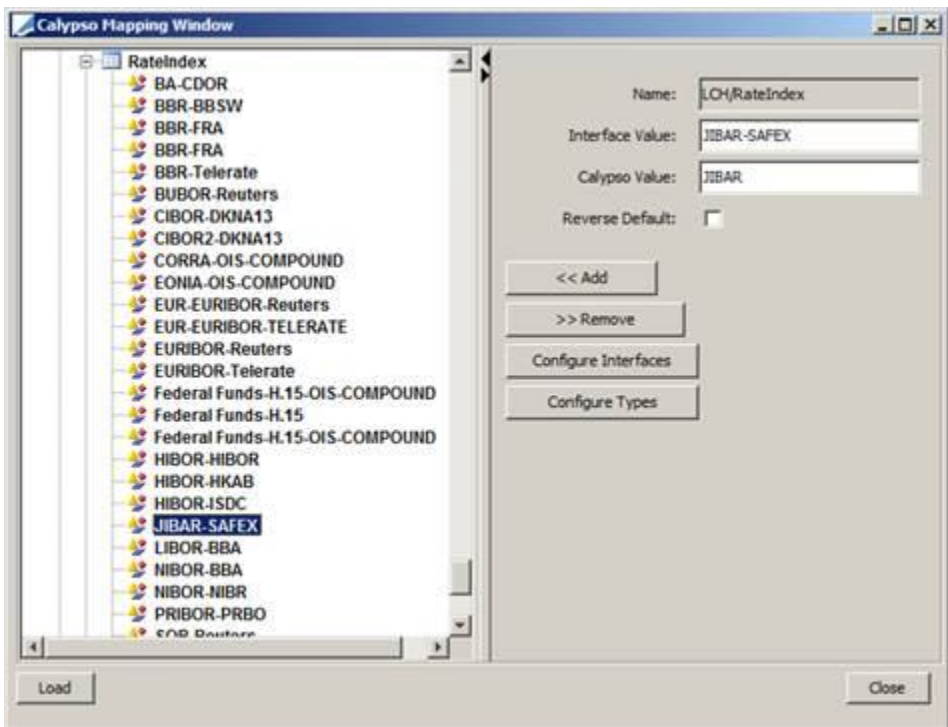 Calypso Mapping Window
RateIndex
BA-CDOR
BBR-BBSW
BBR-FRA
BBR-FRA
BBR-Telerate
BUBOR-Reuters
CIBOR-DKNA13
CIBOR2-DKNA13
CORRA-OIS-COMPOUND
EONIA-OIS-COMPOUND
EUR-EURIBOR-Reuters
EUR-EURIBOR-TELERATE
EURIBOR-Reuters
EURIBOR-Telerate
Federal Funds-H.15-OIS-COMPOUND
Federal Funds-H.15
Federal Funds-H.15-OIS-COMPOUND
HIBOR-HIBOR
HIBOR-HKAB
HIBOR-ISDC
JIBAR-SAFEX
LIBOR-BBA
NIBOR-BBA
NIBOR-NIBR
PRIBOR-PRBO
SOR-Reuters
Name: LCH/RateIndex
Interface Value: JIBAR-SAFEX
Calypso Value: JIBAR
Reverse Default:
<< Add
>> Remove
Configure Interfaces
Configure Types
Load
Close